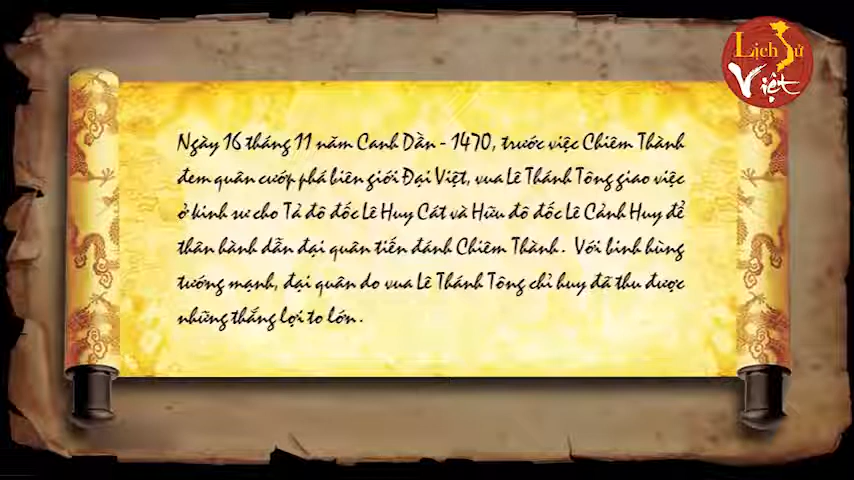 Lịch Sử
Việt
Ngày 16 tháng 11 năm Canh Dần - 1470, trước việc Chiêm Thành
đem quân cướp phá biên giới Đại Việt, vua Lê Thánh Tông giao việc
ở kinh sư cho Tả đô đốc Lê Huy Cát và Hữu đô đốc Lê Cảnh Huy để
thân hành dẫn đại quân tiến đánh Chiêm Thành. Với binh hùng
tướng mạnh, đại quân do vua Lê Thánh Tông chỉ huy đã thu được
những thắng lợi to lớn.